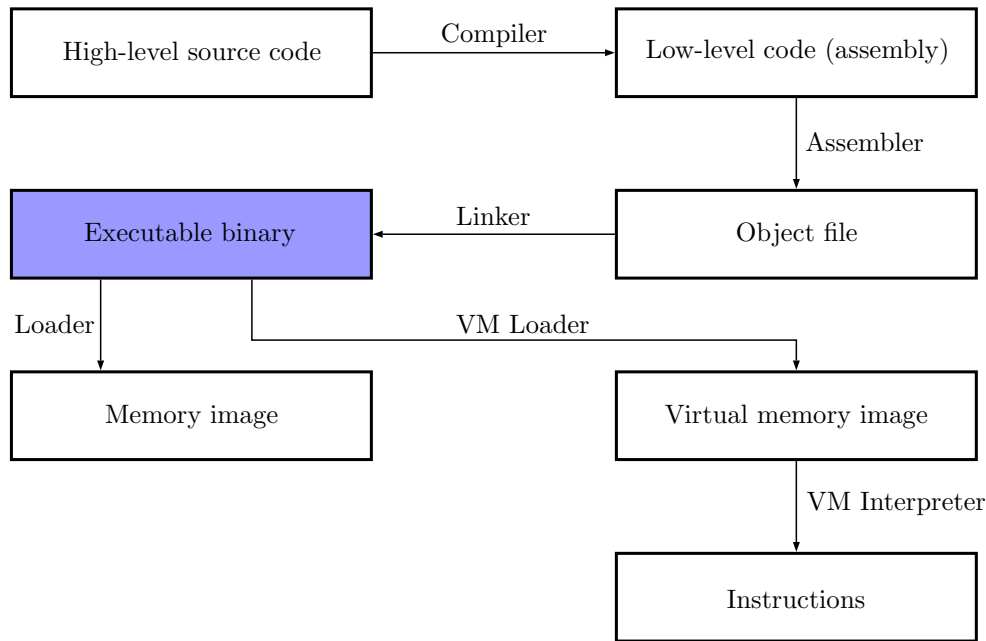 High-level source code
Compiler
Low-level code (assembly)
Assembler
Executable binary
Linker
Object file
Loader
VM Loader
Memory image
Virtual memory image
VM Interpreter
Instructions